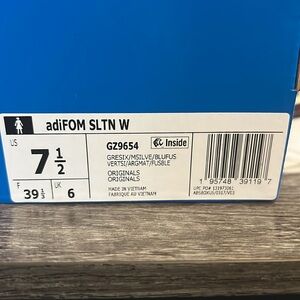 adiFOM SLTN W
US
7 1/2
F
39 1/3
UK
6
GZ9654
Inside
GRESIX/MSILVE/BLUFUS
VERTSI/ARGMAT/FUSBLE
ORIGINALS
ORIGINALS
MADE IN VIETNAM
FABRIQUE AU VIETNAM
1 95748 39119 7